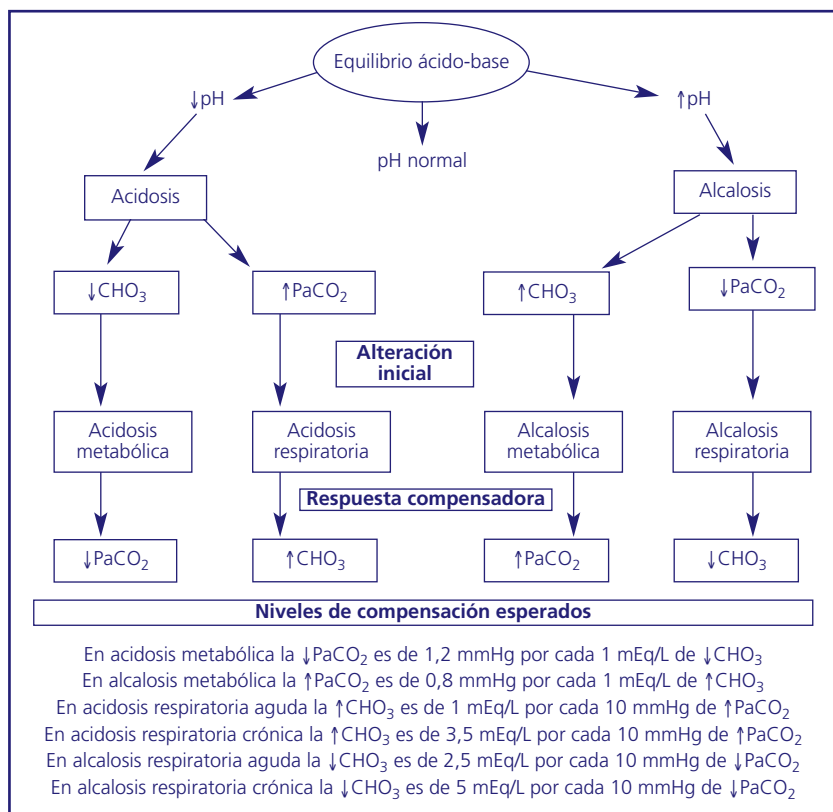 Equilibrio ácido-base
↓pH
↑pH
pH normal
Acidosis
Alcalosis
↓CHO₃
↑PaCO₂
↑CHO₃
↓PaCO₂
Alteración
inicial
Acidosis
metabólica
Acidosis
respiratoria
Alcalosis
metabólica
Alcalosis
respiratoria
Respuesta compensadora
↓PaCO₂
↑CHO₃
↑PaCO₂
↓CHO₃
Niveles de compensación esperados
En acidosis metabólica la ↓PaCO₂ es de 1,2 mmHg por cada 1 mEq/L de ↓CHO₃
En alcalosis metabólica la ↑PaCO₂ es de 0,8 mmHg por cada 1 mEq/L de ↑CHO₃
En acidosis respiratoria aguda la ↑CHO₃ es de 1 mEq/L por cada 10 mmHg de ↑PaCO₂
En acidosis respiratoria crónica la ↑CHO₃ es de 3,5 mEq/L por cada 10 mmHg de ↑PaCO₂
En alcalosis respiratoria aguda la ↓CHO₃ es de 2,5 mEq/L por cada 10 mmHg de ↓PaCO₂
En alcalosis respiratoria crónica la ↓CHO₃ es de 5 mEq/L por cada 10 mmHg de ↓PaCO₂